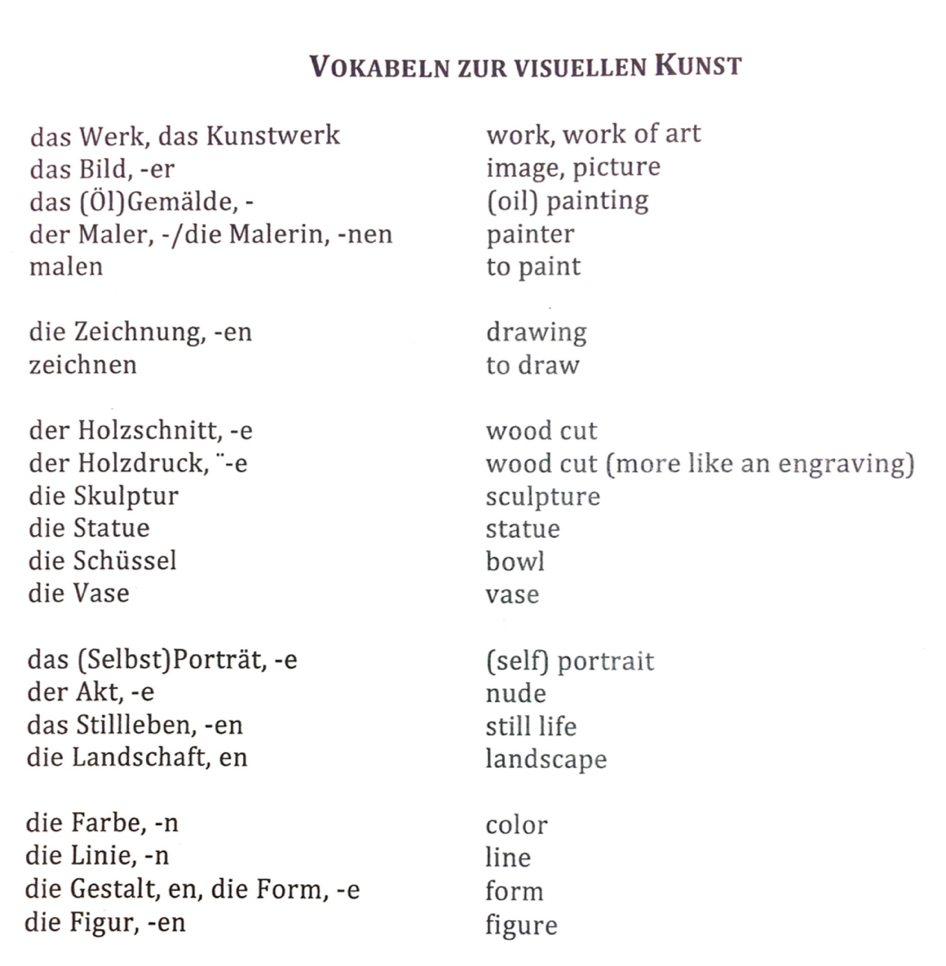 VOKABELN ZUR VISUELLEN KUNST
das Werk, das Kunstwerk work, work of art
das Bild, -er image, picture
das (Öl)Gemälde, - (oil) painting
der Maler, -/die Malerin, -nen painter
malen to paint
die Zeichnung, -en drawing
zeichnen to draw
der Holzschnitt, -e wood cut
der Holzdruck, ¨-e wood cut (more like an engraving)
die Skulptur sculpture
die Statue statue
die Schüssel bowl
die Vase vase
das (Selbst)Porträt, -e (self) portrait
der Akt, -e nude
das Stillleben, -en still life
die Landschaft, en landscape
die Farbe, -n color
die Linie, -n line
die Gestalt, en, die Form, -e form
die Figur, -en figure